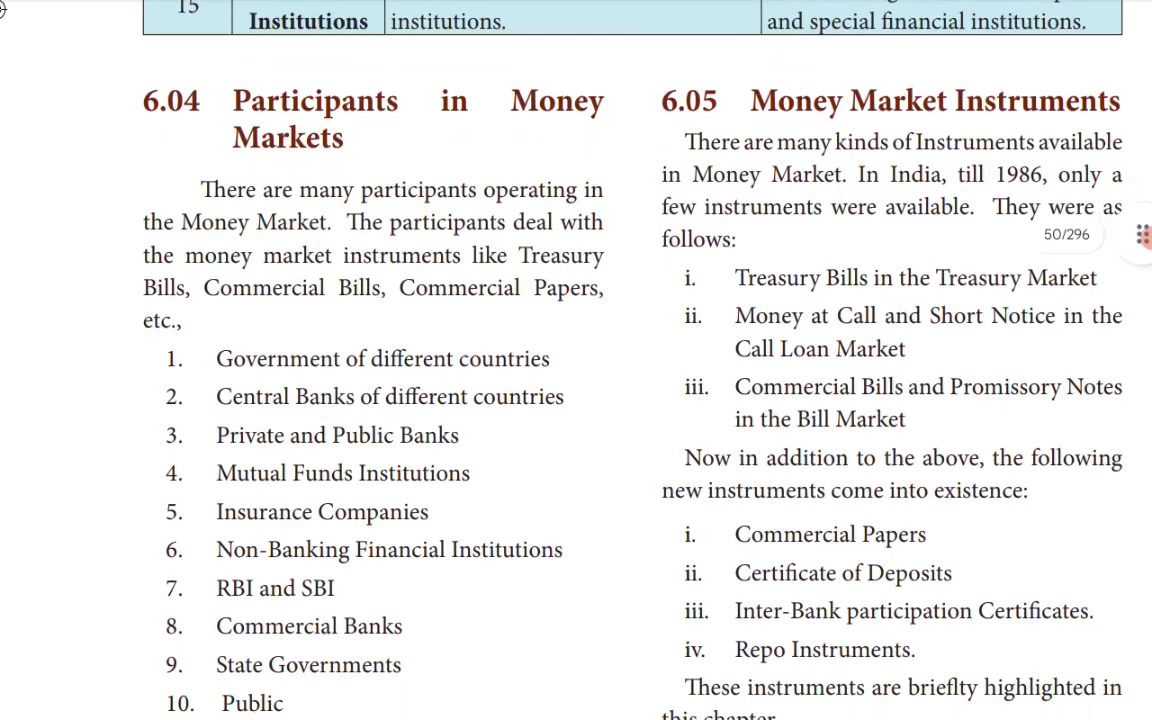 15
Institutions
institutions.
and special financial institutions.
6.04 Participants in Money
Markets
There are many participants operating in
the Money Market. The participants deal with
the money market instruments like Treasury
Bills, Commercial Bills, Commercial Papers,
etc.,
1. Government of different countries
2. Central Banks of different countries
3. Private and Public Banks
4. Mutual Funds Institutions
5. Insurance Companies
6. Non-Banking Financial Institutions
7. RBI and SBI
8. Commercial Banks
9. State Governments
10. Public
6.05 Money Market Instruments
There are many kinds of Instruments available
in Money Market. In India, till 1986, only a
few instruments were available. They were as
follows:
50/296
i. Treasury Bills in the Treasury Market
ii. Money at Call and Short Notice in the
Call Loan Market
iii. Commercial Bills and Promissory Notes
in the Bill Market
Now in addition to the above, the following
new instruments come into existence:
i. Commercial Papers
ii. Certificate of Deposits
iii. Inter-Bank participation Certificates.
iv. Repo Instruments.
These instruments are brieflty highlighted in
this chapter